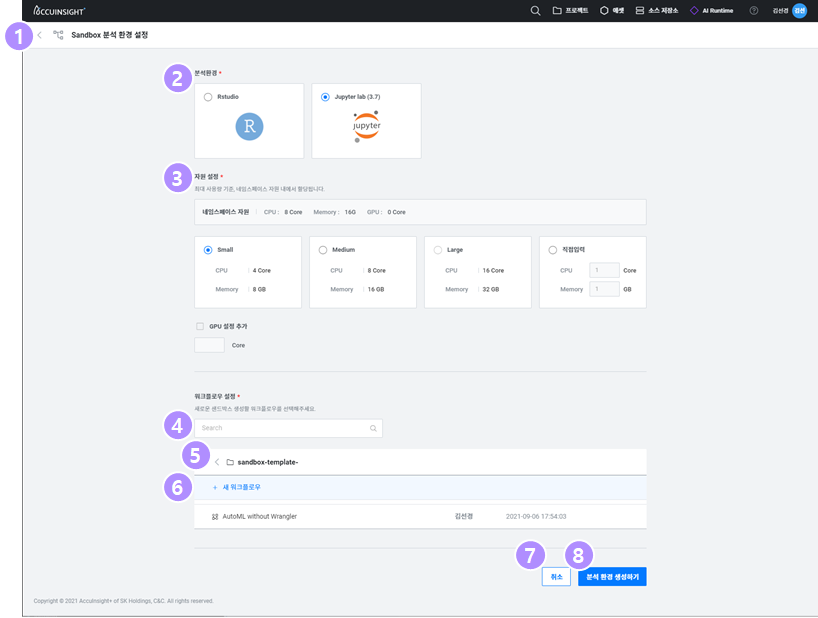 ACCUINSIGHT+
프로젝트 에셋 소스 저장소 AI Runtime ? 김선경 김선
1
Sandbox 분석 환경 설정
2
분석환경 *
Rstudio
Jupyter lab (3.7)
R
jupyter
3
자원 설정 *
최대 사용량 기준, 네임스페이스 자원 내에서 할당됩니다.
네임스페이스 자원 CPU : 8 Core Memory : 16G GPU : 0 Core
Small Medium Large 직접입력
CPU 4 Core CPU 8 Core CPU 16 Core CPU 1 Core
Memory 8 GB Memory 16 GB Memory 32 GB Memory 1 GB
GPU 설정 추가
Core
워크플로우 설정 *
새로운 샌드박스 생성할 워크플로우를 선택해주세요.
4
Search
5
sandbox-template-
6
+ 새 워크플로우
AutoML without Wrangler 김선경 2021-09-06 17:54:03
7
8
취소 분석 환경 생성하기
Copyright © 2021 Accuinsight+ of SK Holdings, C&C. All rights reserved.